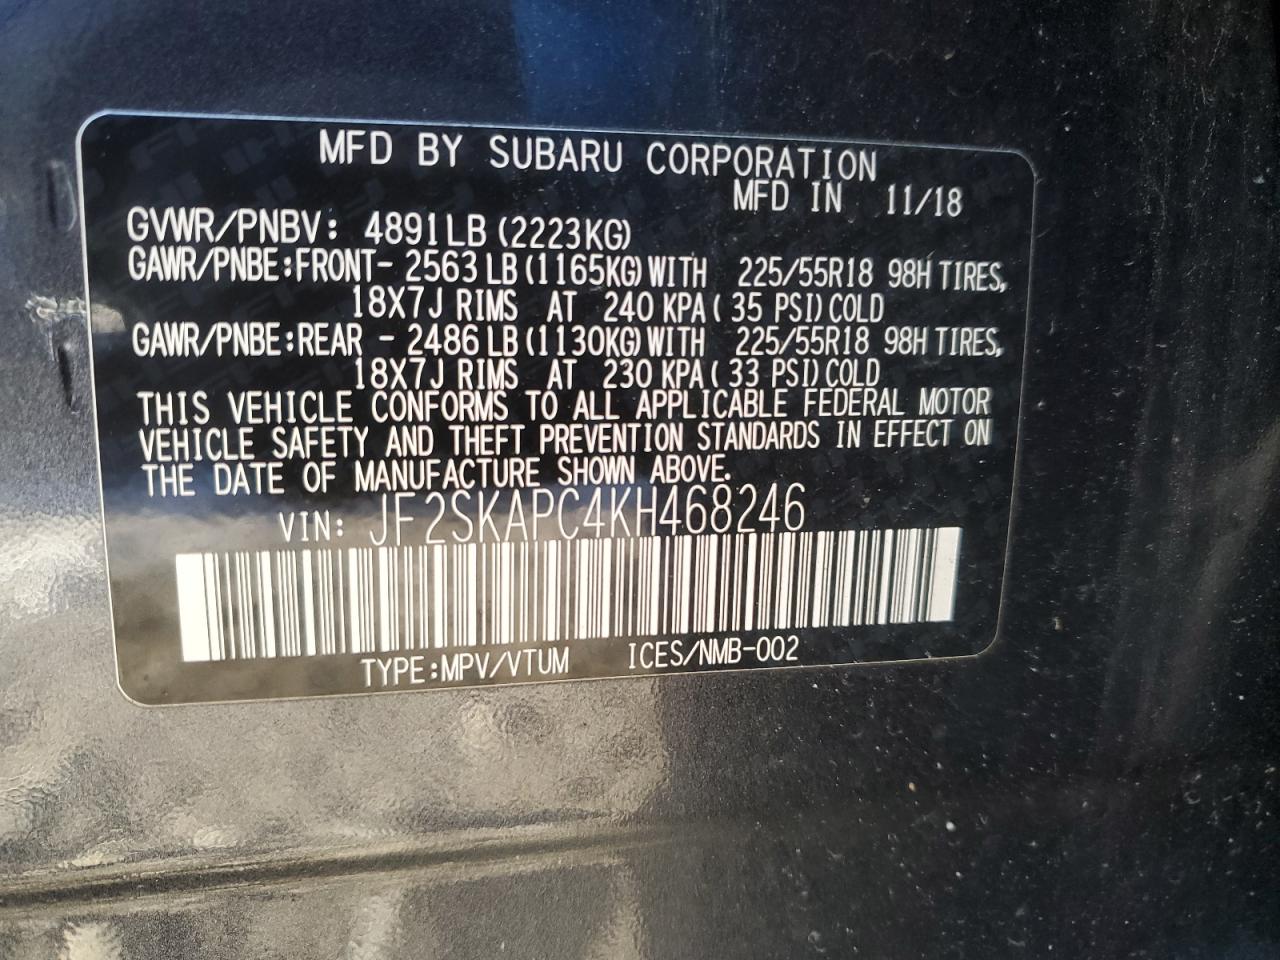 MFD BY SUBARU CORPORATION
MFD IN 11/18
GVWR/PNBV: 4891LB (2223KG)
GAWR/PNBE:FRONT- 2563 LB (1165KG) WITH 225/55R18 98H TIRES,
18X7J RIMS AT 240 KPA ( 35 PSI) COLD
GAWR/PNBE:REAR - 2486 LB (1130KG) WITH 225/55R18 98H TIRES,
18X7J RIMS AT 230 KPA ( 33 PSI) COLD
THIS VEHICLE CONFORMS TO ALL APPLICABLE FEDERAL MOTOR
VEHICLE SAFETY AND THEFT PREVENTION STANDARDS IN EFFECT ON
THE DATE OF MANUFACTURE SHOWN ABOVE.
VIN: JF2SKAPC4KH468246
TYPE:MPV/VTUM ICES/NMB-002